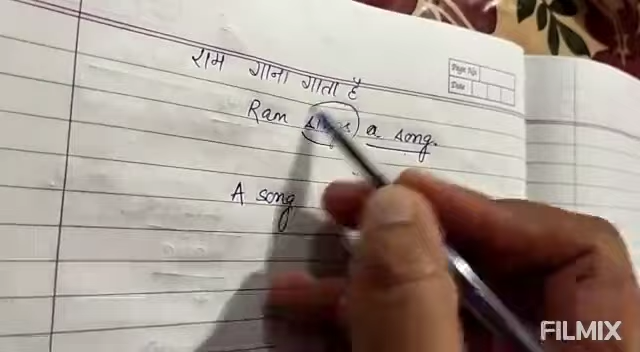 राम गाना गाता है
Ram sings a song.
A song
Page No.
Date
FILMIX